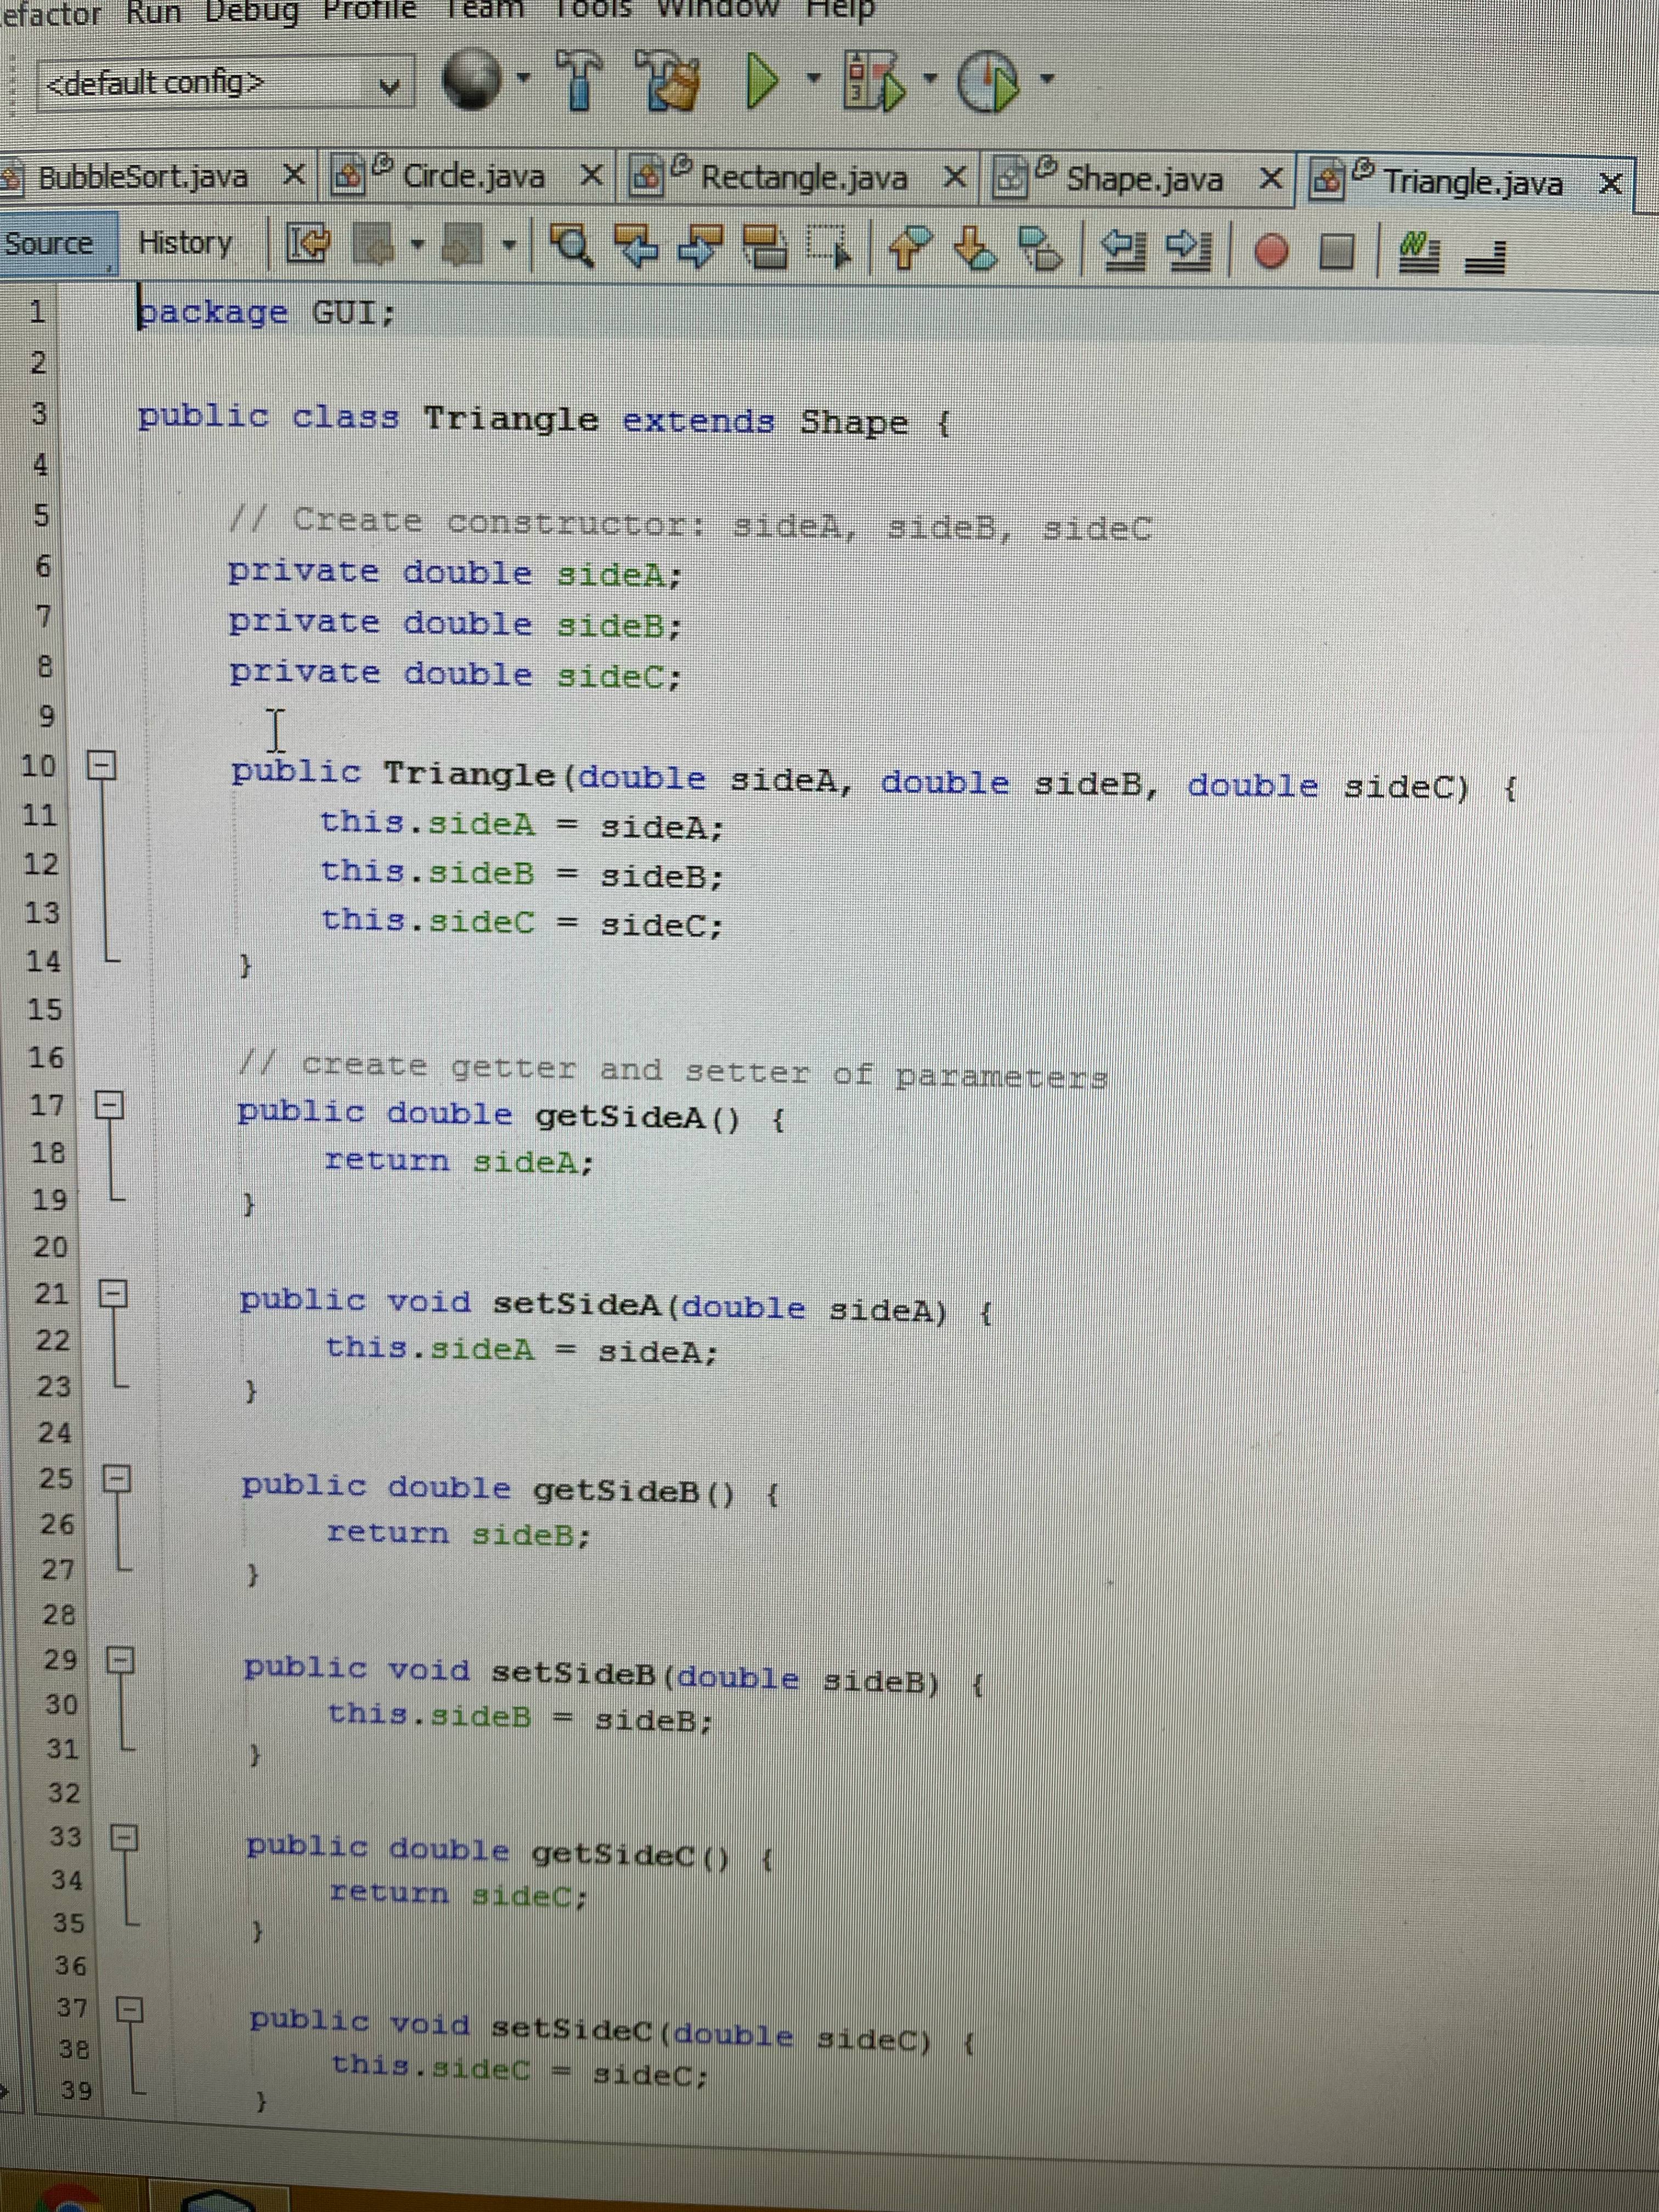 efactor Run Debug Profile Team Tools Window Help
<default config>
BubbleSort.java Circle.java Rectangle.java Shape.java Triangle.java
Source History
1 package GUI;
2
3 public class Triangle extends Shape {
4
5 // Create constructor: sideA, sideB, sideC
6 private double sideA;
7 private double sideB;
8 private double sideC;
9
10 public Triangle(double sideA, double sideB, double sideC) {
11 this.sideA = sideA;
12 this.sideB = sideB;
13 this.sideC = sideC;
14 }
15
16 // create getter and setter of parameters
17 public double getSideA() {
18 return sideA;
19 }
20
21 public void setSideA(double sideA) {
22 this.sideA = sideA;
23 }
24
25 public double getSideB() {
26 return sideB;
27 }
28
29 public void setSideB(double sideB) {
30 this.sideB = sideB;
31 }
32
33 public double getSideC() {
34 return sideC;
35 }
36
37 public void setSideC(double sideC) {
38 this.sideC = sideC;
39 }